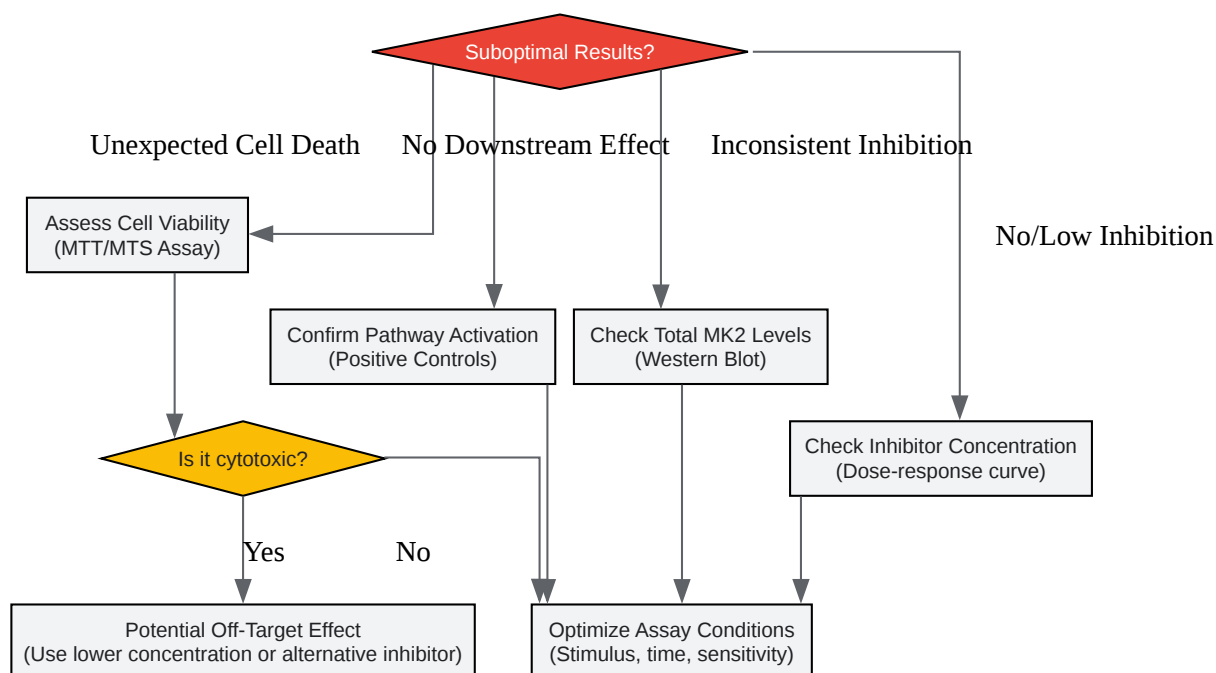 Suboptimal Results?
Unexpected Cell Death
No Downstream Effect
Inconsistent Inhibition
Assess Cell Viability
(MTT/MTS Assay)
No/Low Inhibition
Confirm Pathway Activation
(Positive Controls)
Check Total MK2 Levels
(Western Blot)
Is it cytotoxic?
Check Inhibitor Concentration
(Dose-response curve)
Yes
No
Potential Off-Target Effect
(Use lower concentration or alternative inhibitor)
Optimize Assay Conditions
(Stimulus, time, sensitivity)